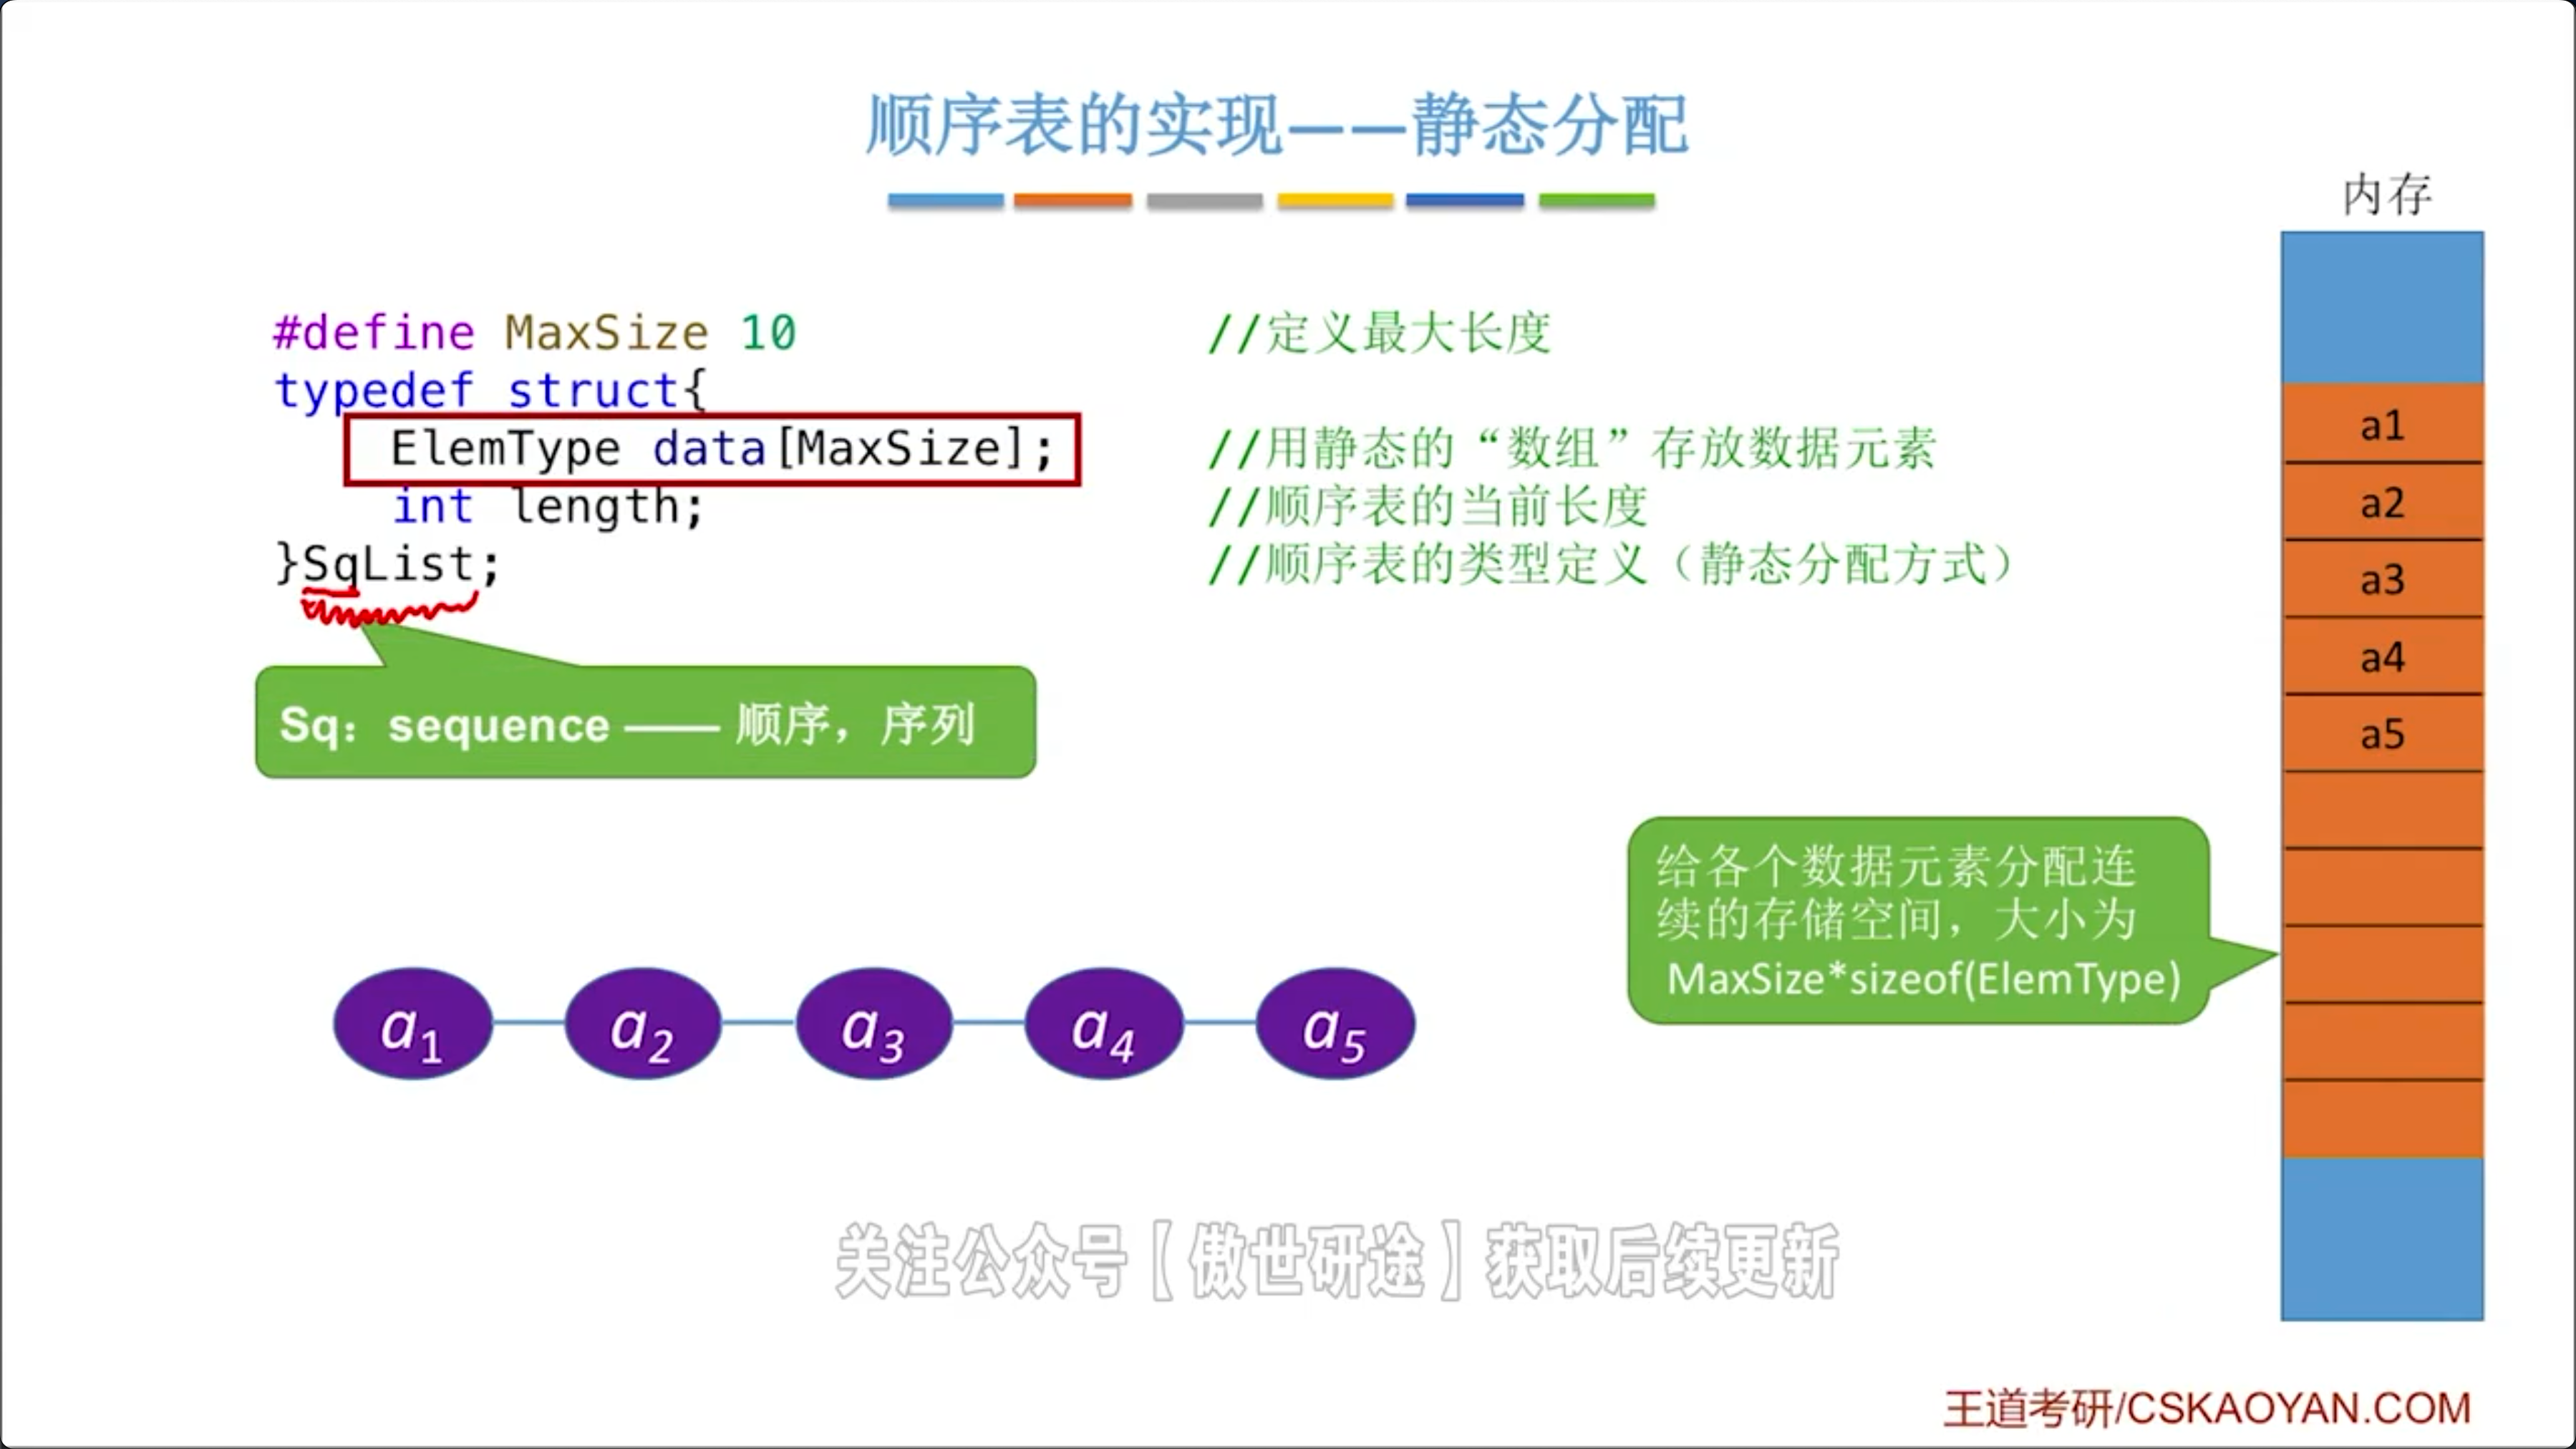 顺序表的实现——静态分配
内存
#define MaxSize 10 //定义最大长度
typedef struct{
ElemType data[MaxSize]; //用静态的“数组”存放数据元素
int length; //顺序表的当前长度
}SqList; //顺序表的类型定义（静态分配方式）
Sq：sequence —— 顺序，序列
a1
a2
a3
a4
a5
给各个数据元素分配连
续的存储空间，大小为
MaxSize*sizeof(ElemType)
a1 a2 a3 a4 a5
关注公众号【傲世研途】获取后续更新
王道考研/CSKAOYAN.COM